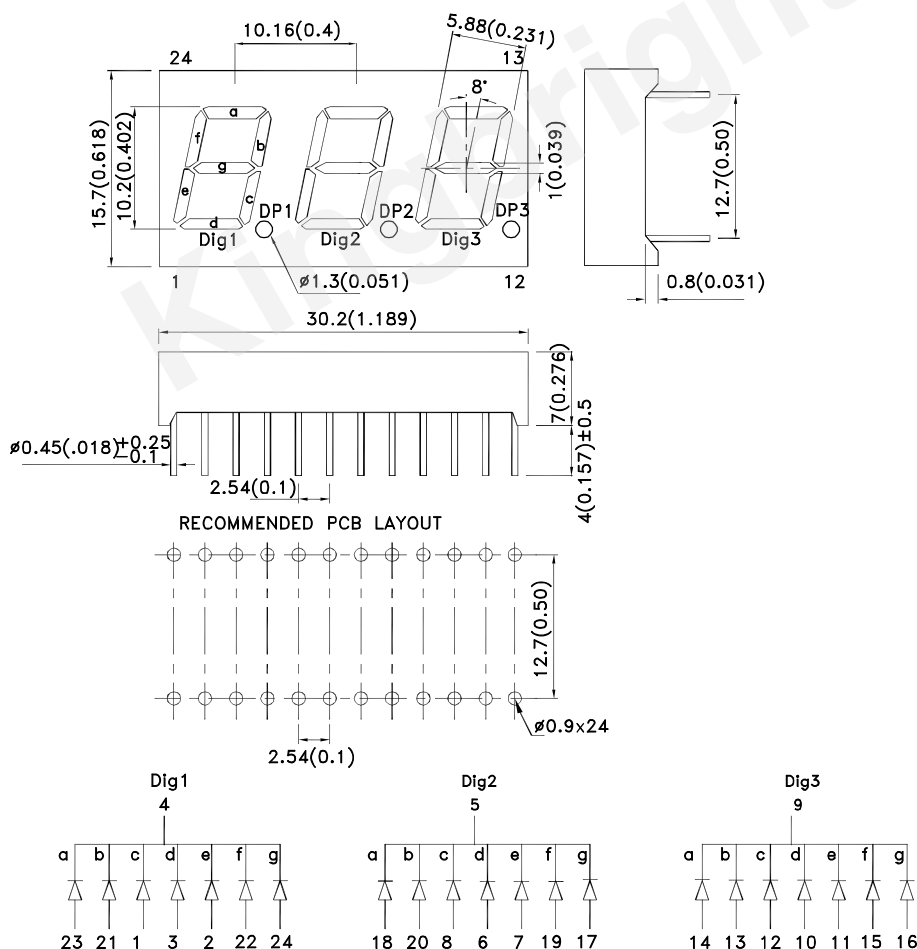 10.16(0.4)
5.88(0.231)
24
13
8°
a
f
b
g
e
c
d
DP1
DP2
DP3
Dig1
Dig2
Dig3
15.7(0.618)
10.2(0.402)
1(0.039)
12.7(0.50)
1
ø1.3(0.051)
12
0.8(0.031)
30.2(1.189)
7(0.276)
ø0.45(.018)+0.25
-0.1
4(0.157)±0.5
2.54(0.1)
RECOMMENDED PCB LAYOUT
12.7(0.50)
ø0.9x24
2.54(0.1)
Dig1
4
a b c d e f g
23 21 1 3 2 22 24
Dig2
5
a b c d e f g
18 20 8 6 7 19 17
Dig3
9
a b c d e f g
14 13 12 10 11 15 16
Kingbright